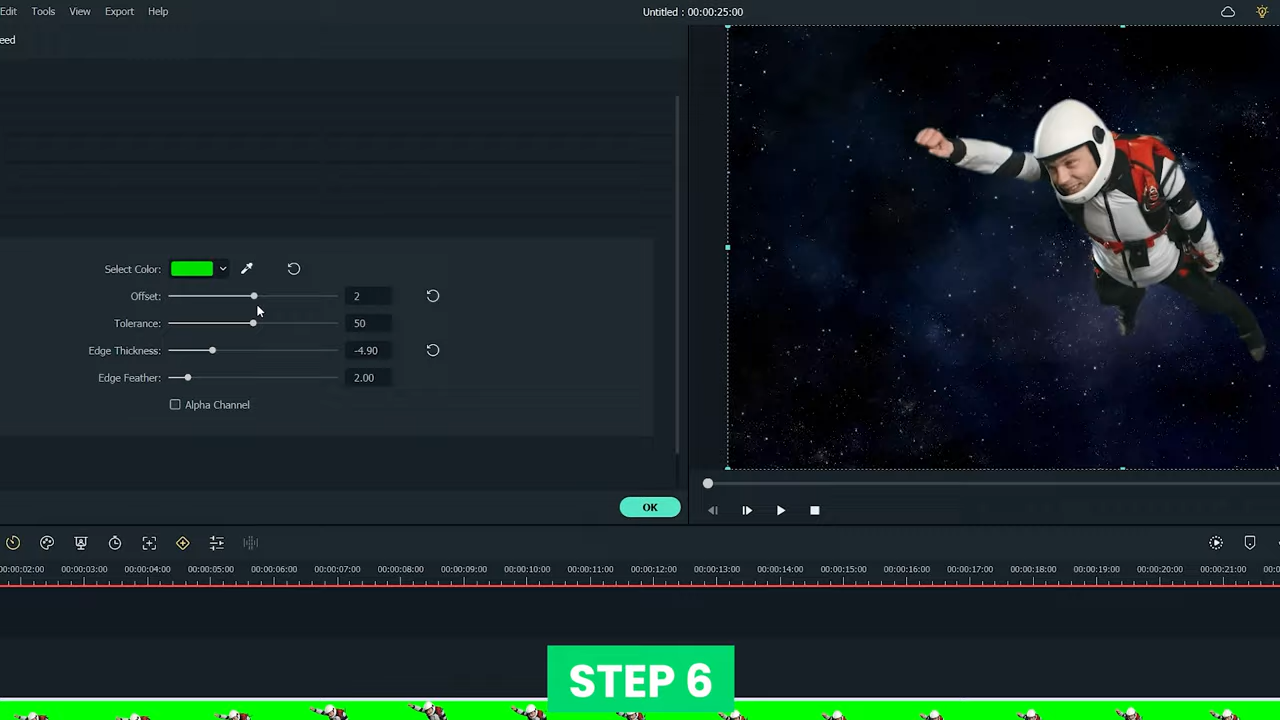 Edit Tools View Export Help Untitled : 00:00:25:00
eed
Select Color:
Offset: 2
Tolerance: 50
Edge Thickness: -4.90
Edge Feather: 2.00
Alpha Channel
OK
00:00:02:00 00:00:03:00 00:00:04:00 00:00:05:00 00:00:06:00 00:00:07:00 00:00:08:00 00:00:09:00 00:00:10:00 00:00:11:00 00:00:12:00 00:00:13:00 00:00:14:00 00:00:15:00 00:00:16:00 00:00:17:00 00:00:18:00 00:00:19:00 00:00:20:00 00:00:21:00 00:0
STEP 6